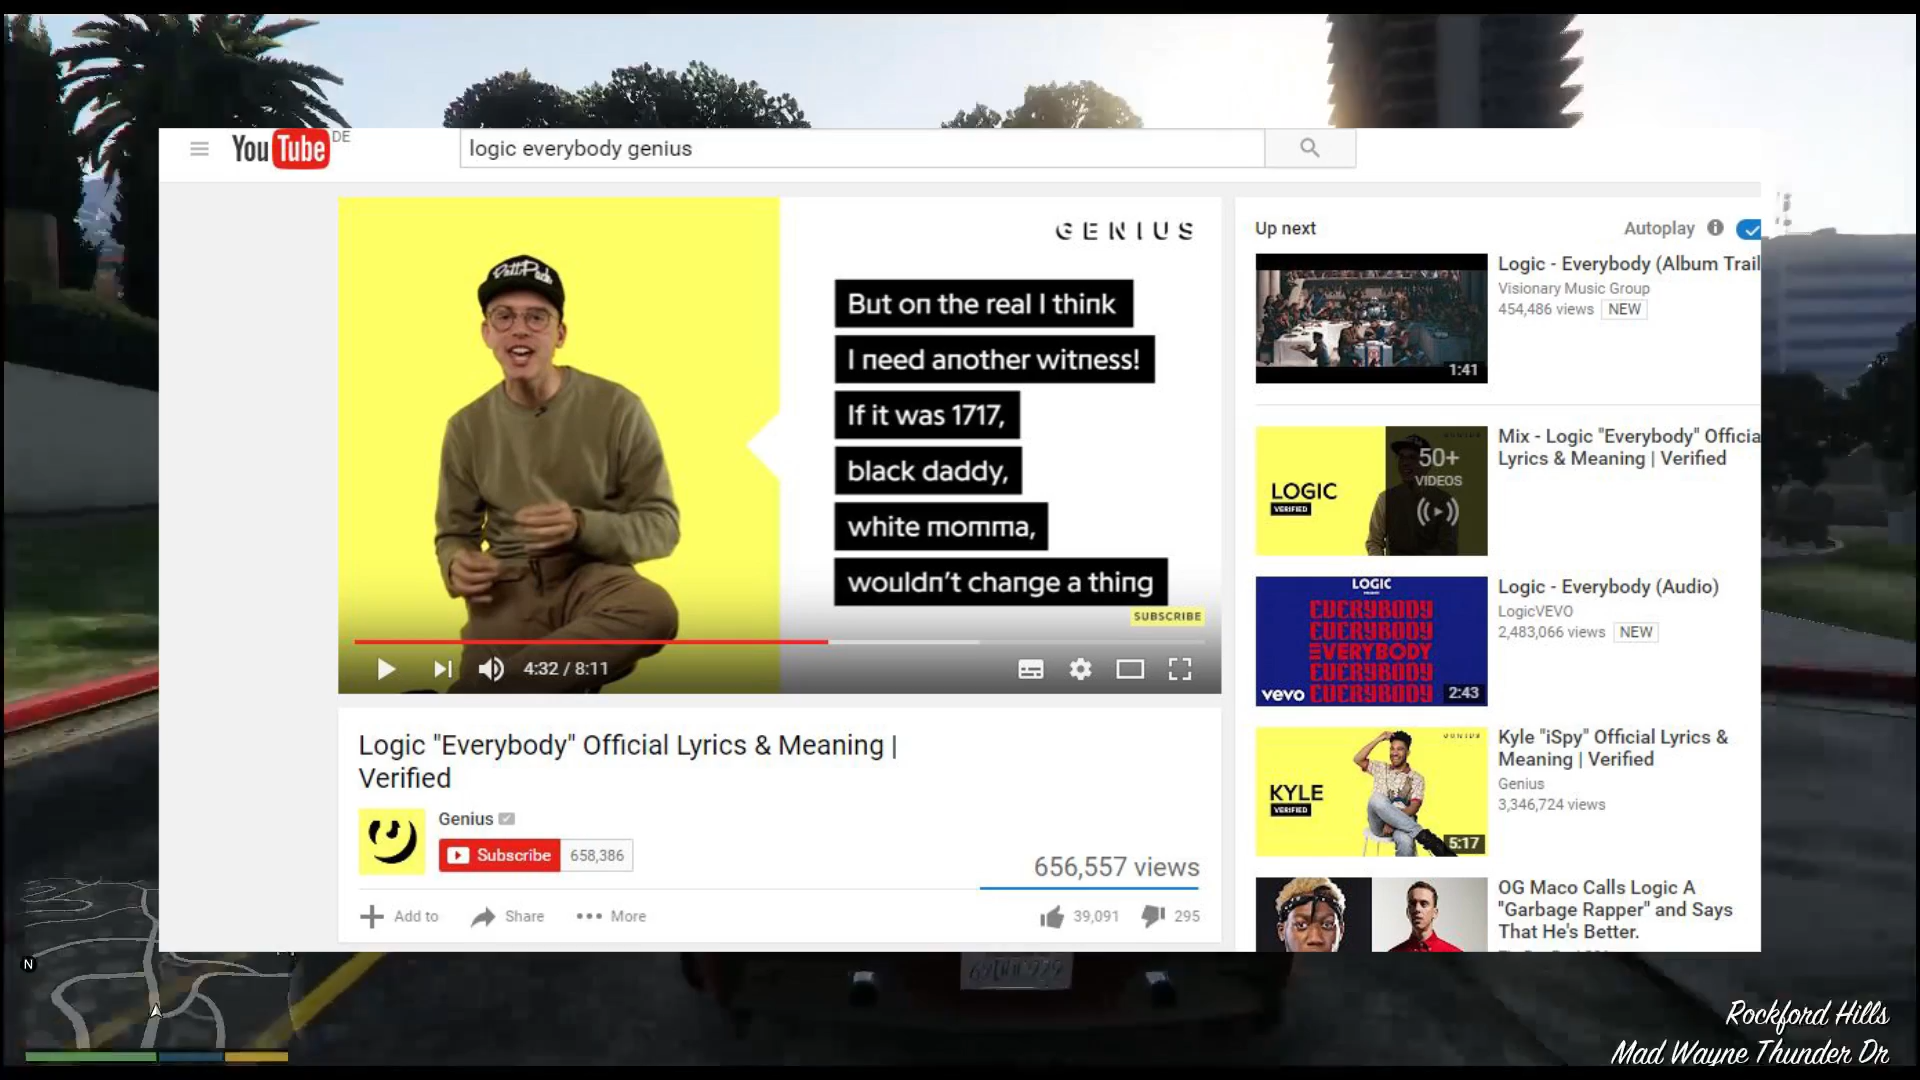 YouTube DE
logic everybody genius
GENIUS
But on the real I think
I need another witness!
If it was 1717,
black daddy,
white momma,
wouldn't change a thing
SUBSCRIBE
4:32 / 8:11
Logic "Everybody" Official Lyrics & Meaning |
Verified
Genius
Subscribe 658,386
656,557 views
Add to Share More 39,091 295
Up next Autoplay
Logic - Everybody (Album Trail
Visionary Music Group
454,486 views NEW
1:41
Mix - Logic "Everybody" Officia
Lyrics & Meaning | Verified
50+
VIDEOS
LOGIC
VERIFIED
Logic - Everybody (Audio)
LogicVEVO
2,483,066 views NEW
LOGIC
EVERYBODY
EVERYBODY
EVERYBODY
EVERYBODY
EVERYBODY
vevo
2:43
Kyle "iSpy" Official Lyrics &
Meaning | Verified
Genius
3,346,724 views
GENIUS
KYLE
VERIFIED
5:17
OG Maco Calls Logic A
"Garbage Rapper" and Says
That He's Better.
N
Rockford Hills
Mad Wayne Thunder Dr